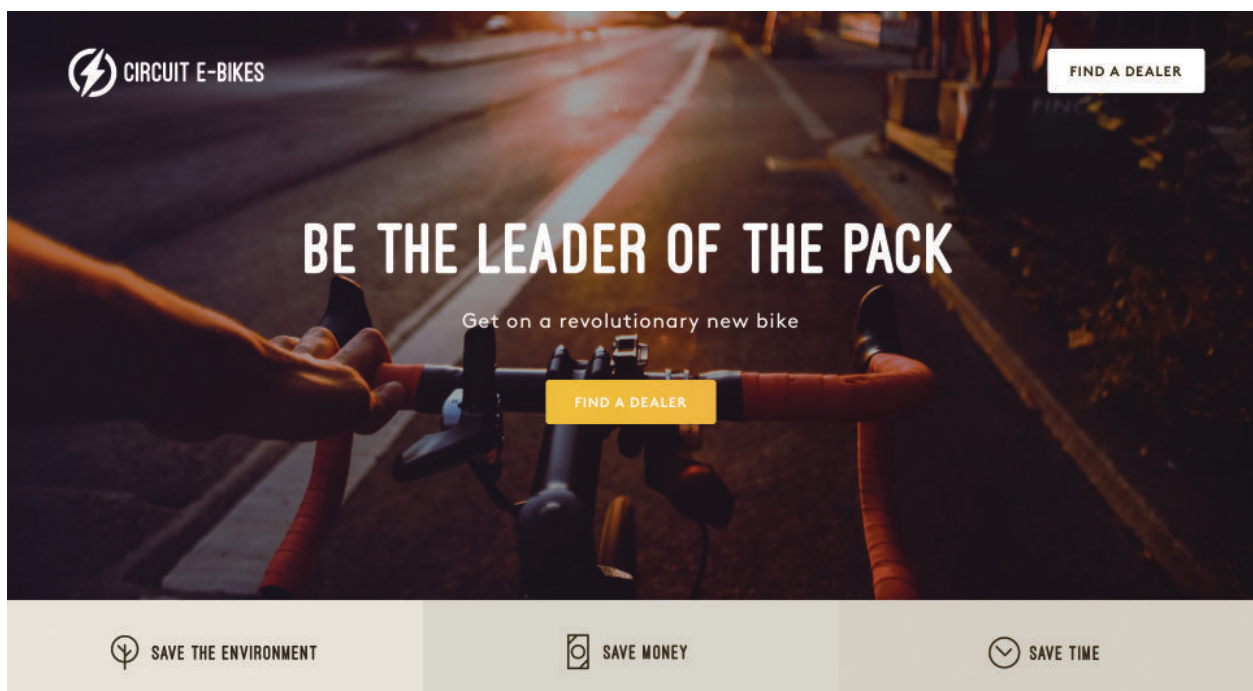 CIRCUIT E-BIKES
FIND A DEALER
BE THE LEADER OF THE PACK
Get on a revolutionary new bike
FIND A DEALER
SAVE THE ENVIRONMENT
SAVE MONEY
SAVE TIME